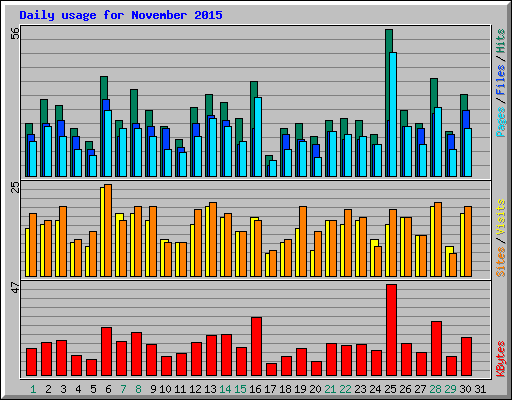 Daily usage for November 2015
56
Pages / Files / Hits
25
Sites / Visits
47
KBytes
1 2 3 4 5 6 7 8 9 10 11 12 13 14 15 16 17 18 19 20 21 22 23 24 25 26 27 28 29 30 31